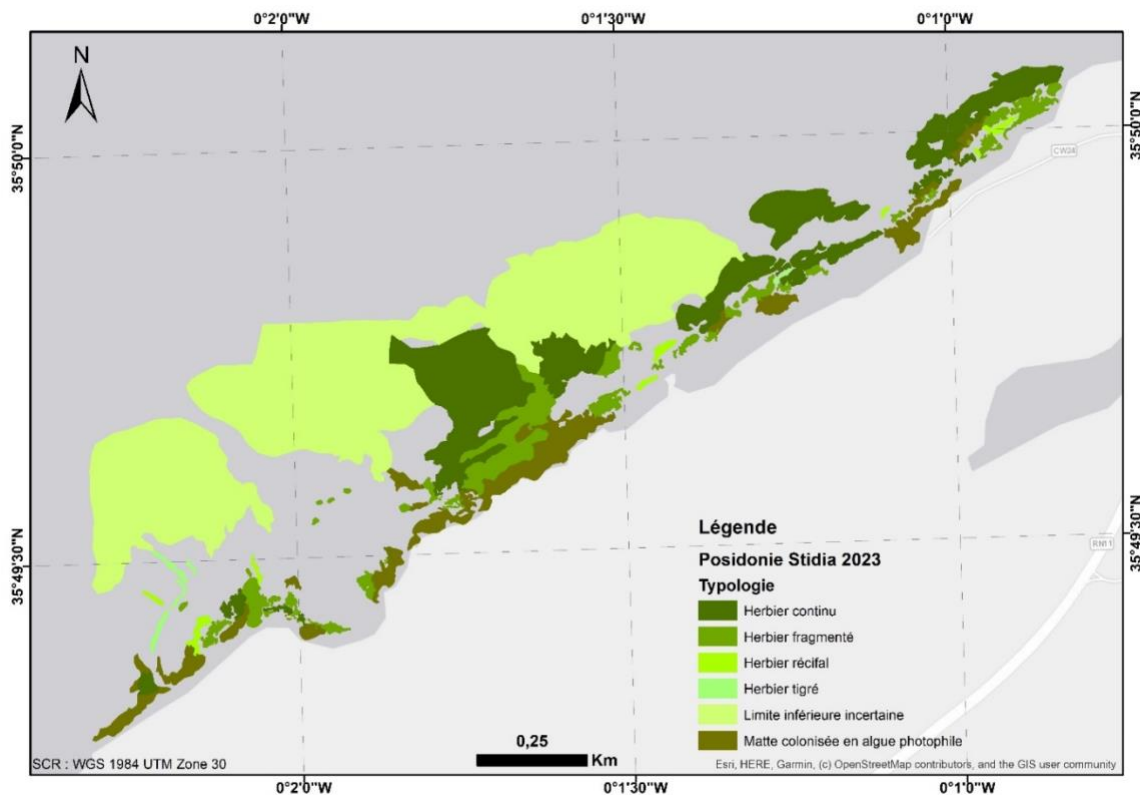 0°2'0"W 0°1'30"W 0°1'0"W
N
35°50'0"N 35°50'0"N
CW24
35°49'30"N 35°49'30"N
RN11
Légende
Posidonie Stidia 2023
Typologie
Herbier continu
Herbier fragmenté
Herbier récifal
Herbier tigré
Limite inférieure incertaine
Matte colonisée en algue photophile
0,25
Km
SCR : WGS 1984 UTM Zone 30
Esri, HERE, Garmin, (c) OpenStreetMap contributors, and the GIS user community
0°2'0"W 0°1'30"W 0°1'0"W